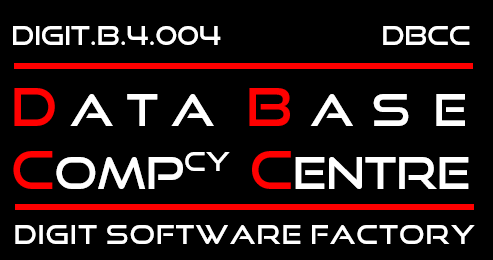 DIGIT.B.4.004 DBCC
DATA BASE
COMPCY CENTRE
DIGIT SOFTWARE FACTORY